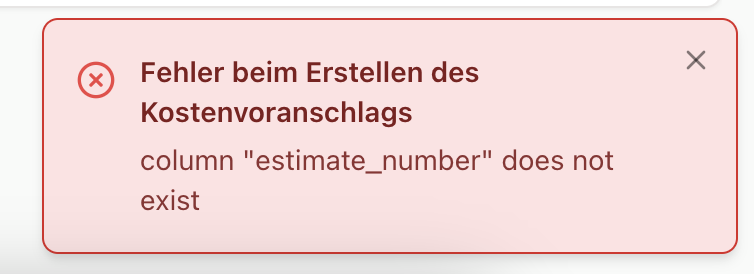 Fehler beim Erstellen des
Kostenvoranschlags
column "estimate_number" does not
exist